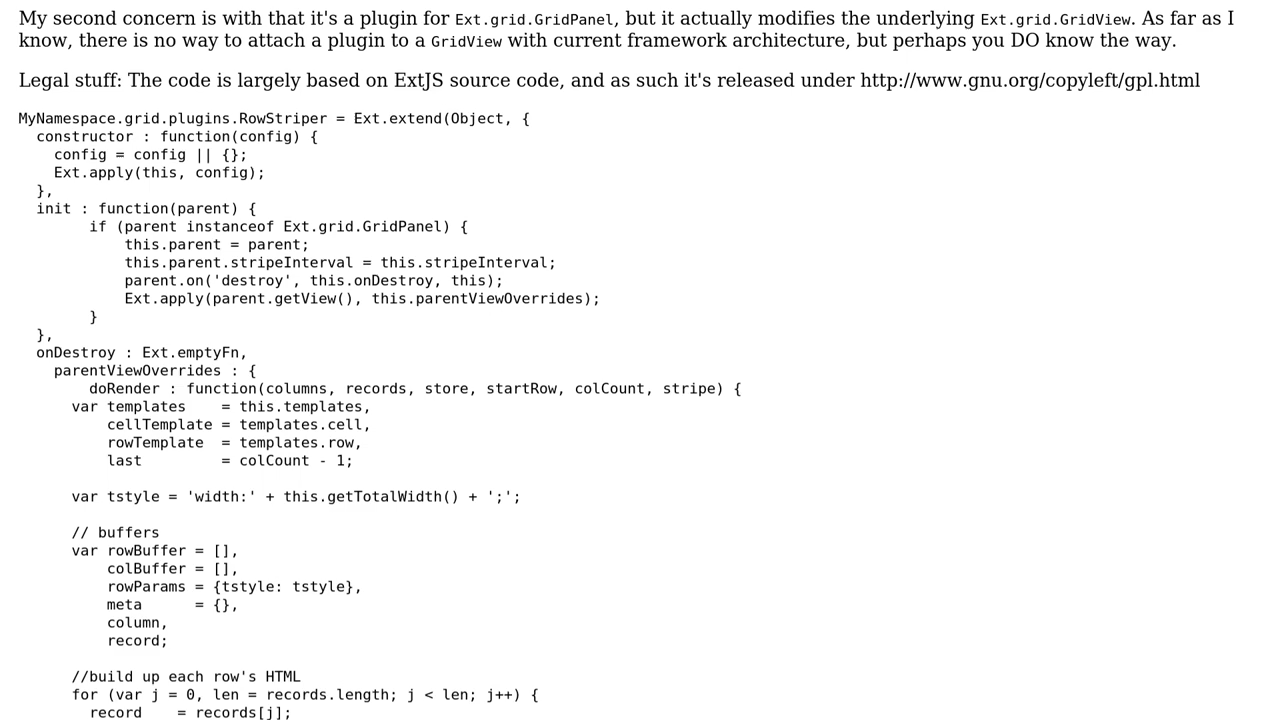 My second concern is with that it's a plugin for Ext.grid.GridPanel, but it actually modifies the underlying Ext.grid.GridView. As far as I
know, there is no way to attach a plugin to a GridView with current framework architecture, but perhaps you DO know the way.
Legal stuff: The code is largely based on ExtJS source code, and as such it's released under http://www.gnu.org/copyleft/gpl.html
MyNamespace.grid.plugins.RowStriper = Ext.extend(Object, {
  constructor : function(config) {
    config = config || {};
    Ext.apply(this, config);
  },
  init : function(parent) {
        if (parent instanceof Ext.grid.GridPanel) {
            this.parent = parent;
            this.parent.stripeInterval = this.stripeInterval;
            parent.on('destroy', this.onDestroy, this);
            Ext.apply(parent.getView(), this.parentViewOverrides);
        }
  },
  onDestroy : Ext.emptyFn,
    parentViewOverrides : {
        doRender : function(columns, records, store, startRow, colCount, stripe) {
      var templates    = this.templates,
          cellTemplate = templates.cell,
          rowTemplate  = templates.row,
          last         = colCount - 1;
      var tstyle = 'width:' + this.getTotalWidth() + ';';
      // buffers
      var rowBuffer = [],
          colBuffer = [],
          rowParams = {tstyle: tstyle},
          meta      = {},
          column,
          record;
      //build up each row's HTML
      for (var j = 0, len = records.length; j < len; j++) {
        record    = records[j];